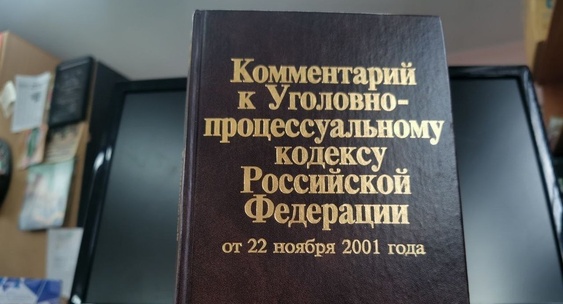 Комментарий
к Уголовно-
процессуальному
кодексу
Российской
Федерации
от 22 ноября 2001 года